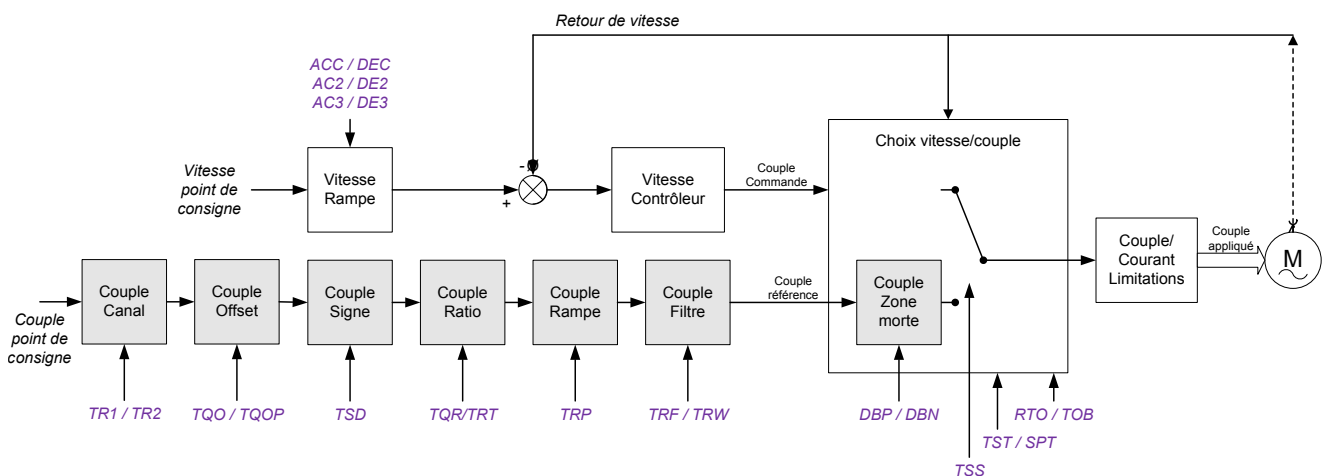 Retour de vitesse
ACC / DEC
AC2 / DE2
AC3 / DE3
Choix vitesse/couple
Vitesse
point de
consigne
Vitesse
Rampe
-
+
Vitesse
Contrôleur
Couple
Commande
Couple/
Courant
Limitations
Couple
appliqué
M
Couple
point de
consigne
Couple
Canal
Couple
Offset
Couple
Signe
Couple
Ratio
Couple
Rampe
Couple
Filtre
Couple
référence
Couple
Zone
morte
TR1 / TR2
TQO / TQOP
TSD
TQR/TRT
TRP
TRF / TRW
DBP / DBN
RTO / TOB
TST / SPT
TSS